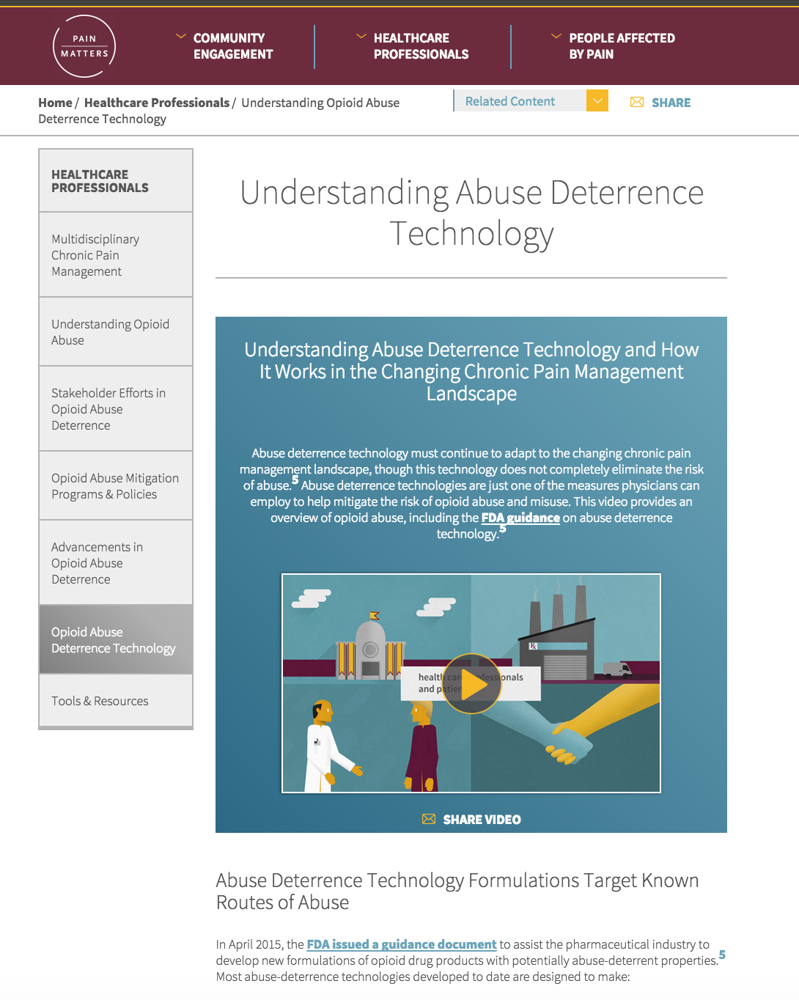 PAIN
MATTERS
COMMUNITY
ENGAGEMENT
HEALTHCARE
PROFESSIONALS
PEOPLE AFFECTED
BY PAIN
Home / Healthcare Professionals / Understanding Opioid Abuse
Deterrence Technology
Related Content
SHARE
HEALTHCARE
PROFESSIONALS
Multidisciplinary
Chronic Pain
Management
Understanding Opioid
Abuse
Stakeholder Efforts in
Opioid Abuse
Deterrence
Opioid Abuse Mitigation
Programs & Policies
Advancements in
Opioid Abuse
Deterrence
Opioid Abuse
Deterrence Technology
Tools & Resources
Understanding Abuse Deterrence
Technology
Understanding Abuse Deterrence Technology and How
It Works in the Changing Chronic Pain Management
Landscape
Abuse deterrence technology must continue to adapt to the changing chronic pain
management landscape, though this technology does not completely eliminate the risk
of abuse.5 Abuse deterrence technologies are just one of the measures physicians can
employ to help mitigate the risk of opioid abuse and misuse. This video provides an
overview of opioid abuse, including the FDA guidance on abuse deterrence
technology.5
Rx
health care professionals
and patien
SHARE VIDEO
Abuse Deterrence Technology Formulations Target Known
Routes of Abuse
In April 2015, the FDA issued a guidance document to assist the pharmaceutical industry to
develop new formulations of opioid drug products with potentially abuse-deterrent properties.5
Most abuse-deterrence technologies developed to date are designed to make: